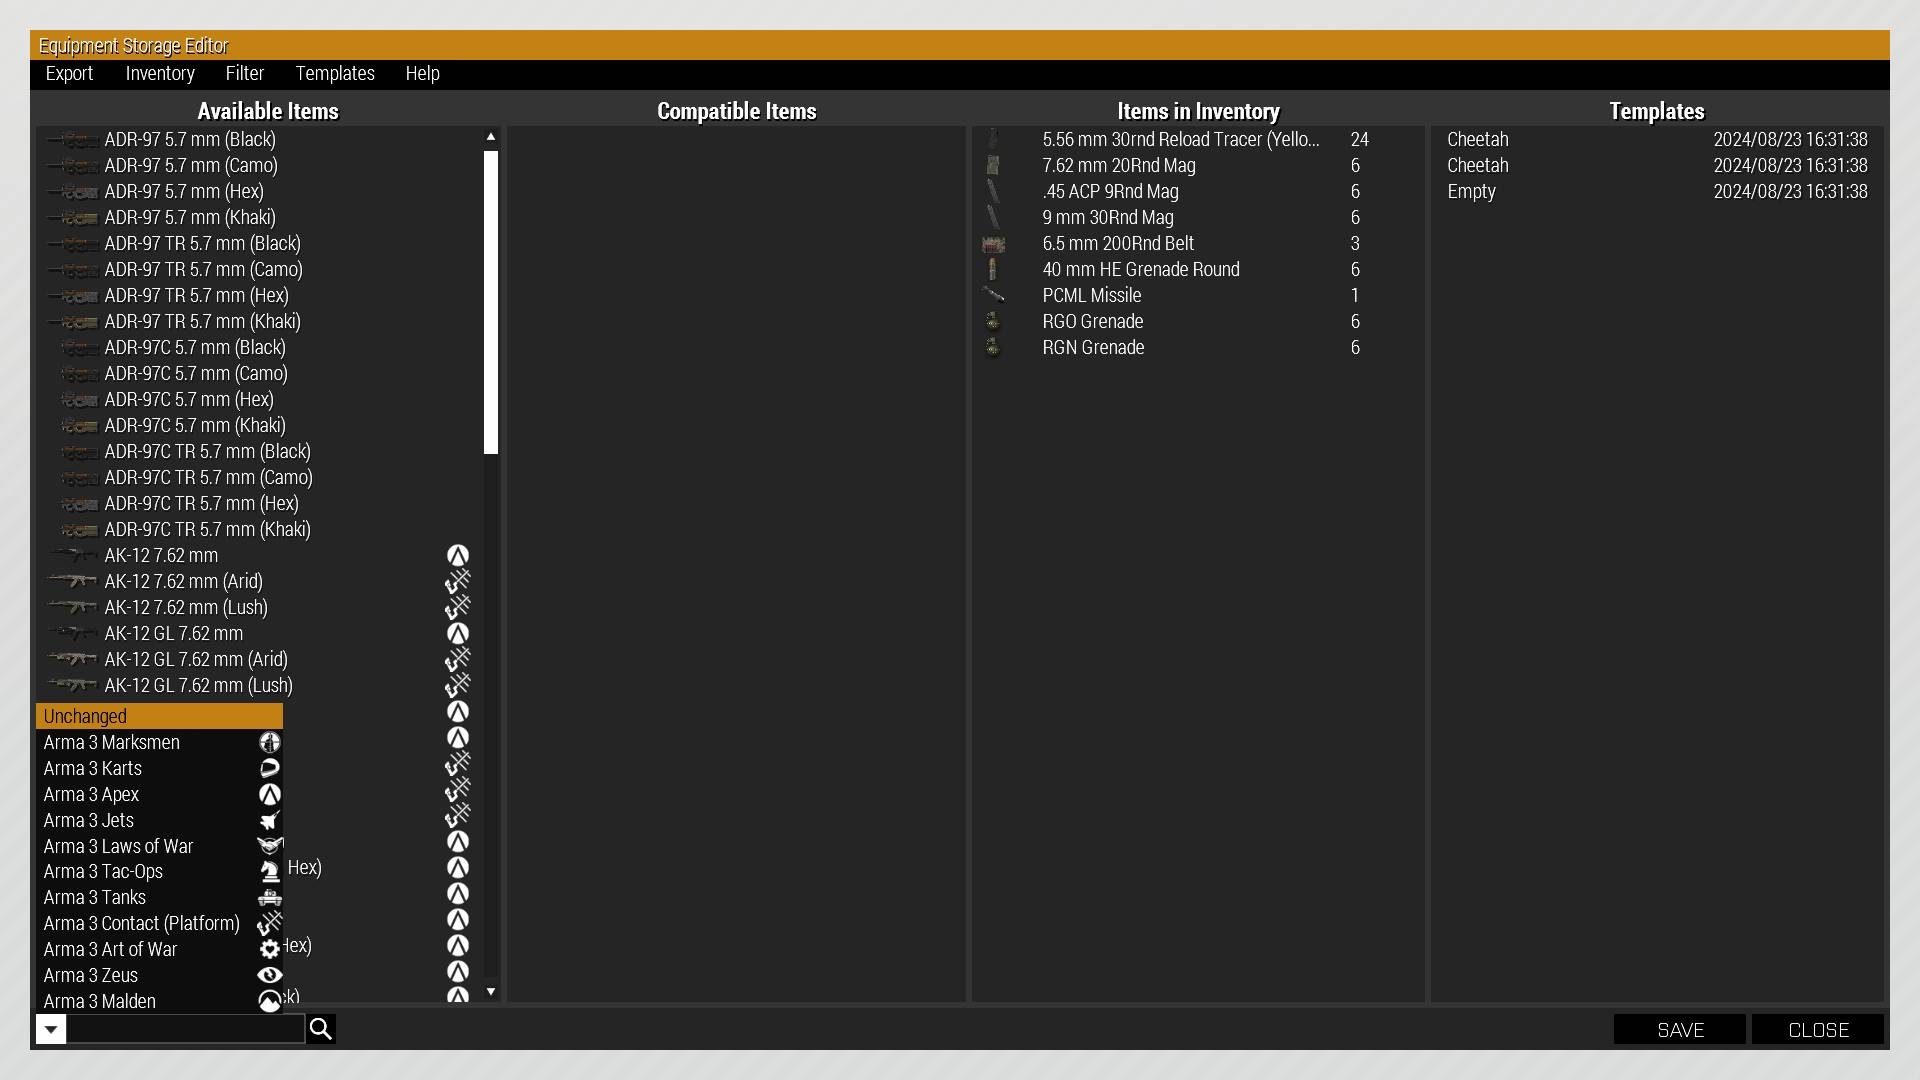 Equipment Storage Editor
Export Inventory Filter Templates Help
Available Items
ADR-97 5.7 mm (Black)
ADR-97 5.7 mm (Camo)
ADR-97 5.7 mm (Hex)
ADR-97 5.7 mm (Khaki)
ADR-97 TR 5.7 mm (Black)
ADR-97 TR 5.7 mm (Camo)
ADR-97 TR 5.7 mm (Hex)
ADR-97 TR 5.7 mm (Khaki)
ADR-97C 5.7 mm (Black)
ADR-97C 5.7 mm (Camo)
ADR-97C 5.7 mm (Hex)
ADR-97C 5.7 mm (Khaki)
ADR-97C TR 5.7 mm (Black)
ADR-97C TR 5.7 mm (Camo)
ADR-97C TR 5.7 mm (Hex)
ADR-97C TR 5.7 mm (Khaki)
AK-12 7.62 mm
AK-12 7.62 mm (Arid)
AK-12 7.62 mm (Lush)
AK-12 GL 7.62 mm
AK-12 GL 7.62 mm (Arid)
AK-12 GL 7.62 mm (Lush)
Unchanged
Arma 3 Marksmen
Arma 3 Karts
Arma 3 Apex
Arma 3 Jets
Arma 3 Laws of War
Arma 3 Tac-Ops
Hex)
Arma 3 Tanks
Arma 3 Contact (Platform)
Arma 3 Art of War
Hex)
Arma 3 Zeus
Arma 3 Malden
Compatible Items
Items in Inventory
5.56 mm 30rnd Reload Tracer (Yello... 24
7.62 mm 20Rnd Mag 6
.45 ACP 9Rnd Mag 6
9 mm 30Rnd Mag 6
6.5 mm 200Rnd Belt 3
40 mm HE Grenade Round 6
PCML Missile 1
RGO Grenade 6
RGN Grenade 6
Templates
Cheetah 2024/08/23 16:31:38
Cheetah 2024/08/23 16:31:38
Empty 2024/08/23 16:31:38
SAVE CLOSE